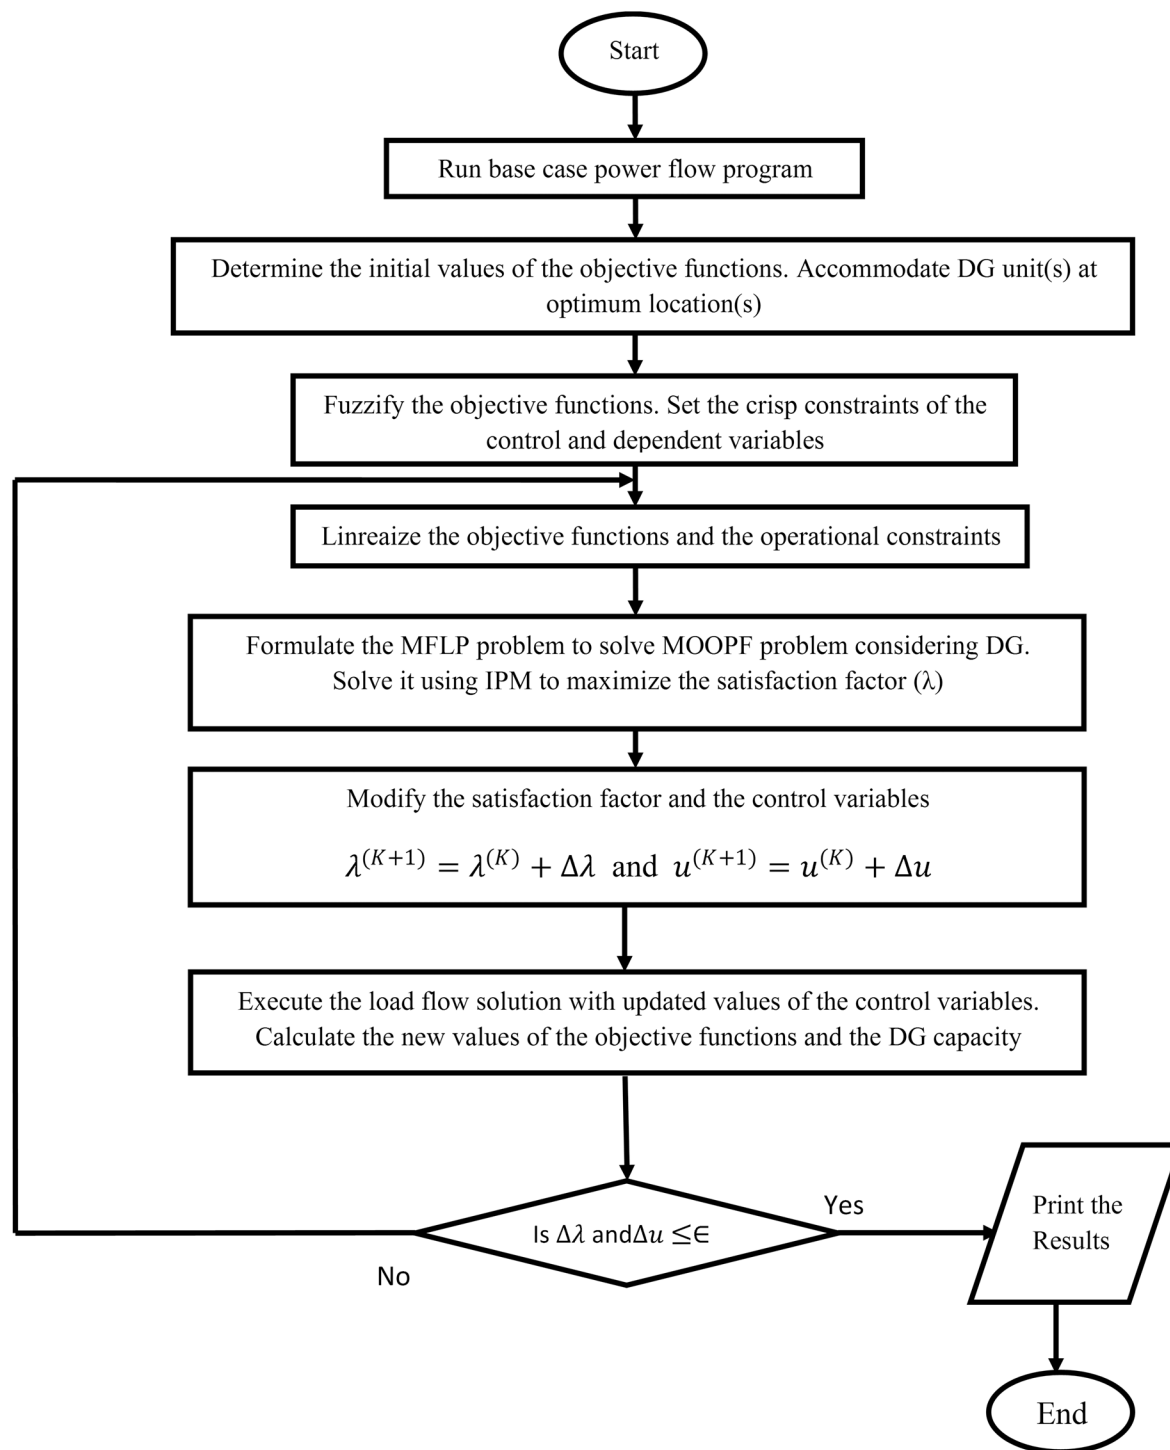 Start
Run base case power flow program
Determine the initial values of the objective functions. Accommodate DG unit(s) at
optimum location(s)
Fuzzify the objective functions. Set the crisp constraints of the
control and dependent variables
Linreaize the objective functions and the operational constraints
Formulate the MFLP problem to solve MOOPF problem considering DG.
Solve it using IPM to maximize the satisfaction factor (λ)
Modify the satisfaction factor and the control variables
λ^(K+1) = λ^(K) + Δλ and u^(K+1) = u^(K) + Δu
Execute the load flow solution with updated values of the control variables.
Calculate the new values of the objective functions and the DG capacity
Is Δλ andΔu ≤∈
Yes
No
Print the
Results
End